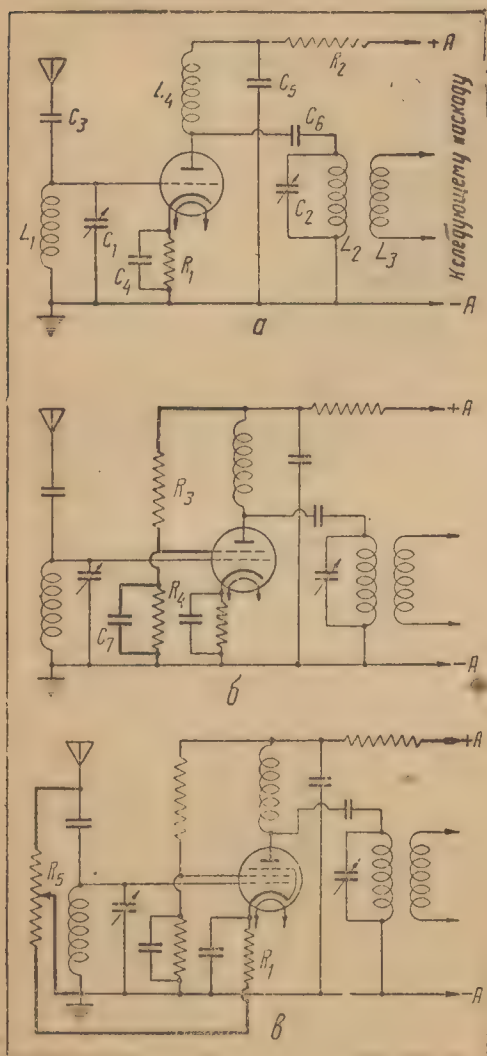 +А
R₂
L₄
C₅
C₃
C₆
L₁
C₁
C₂
L₂
L₃
C₄
R₁
К следующему каскаду
−А
а
+А
R₃
R₄
C₇
−А
б
+А
R₅
R₁
−А
в